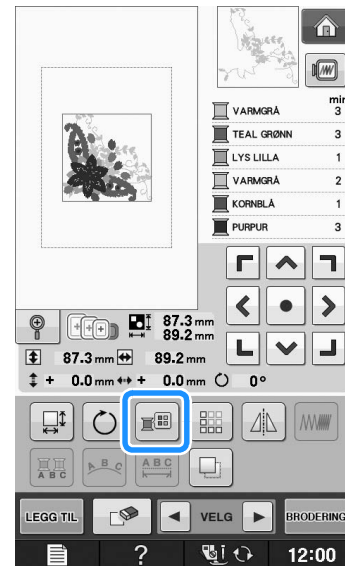 min
VARMGRÅ 3
TEAL GRØNN 3
LYS LILLA 1
VARMGRÅ 2
KORNBLÅ 1
PURPUR 3
87.3 mm
89.2 mm
87.3 mm 89.2 mm
+ 0.0 mm + 0.0 mm 0°
A B C
A B C
A B C
LEGG TIL VELG BRODERING
? 12:00